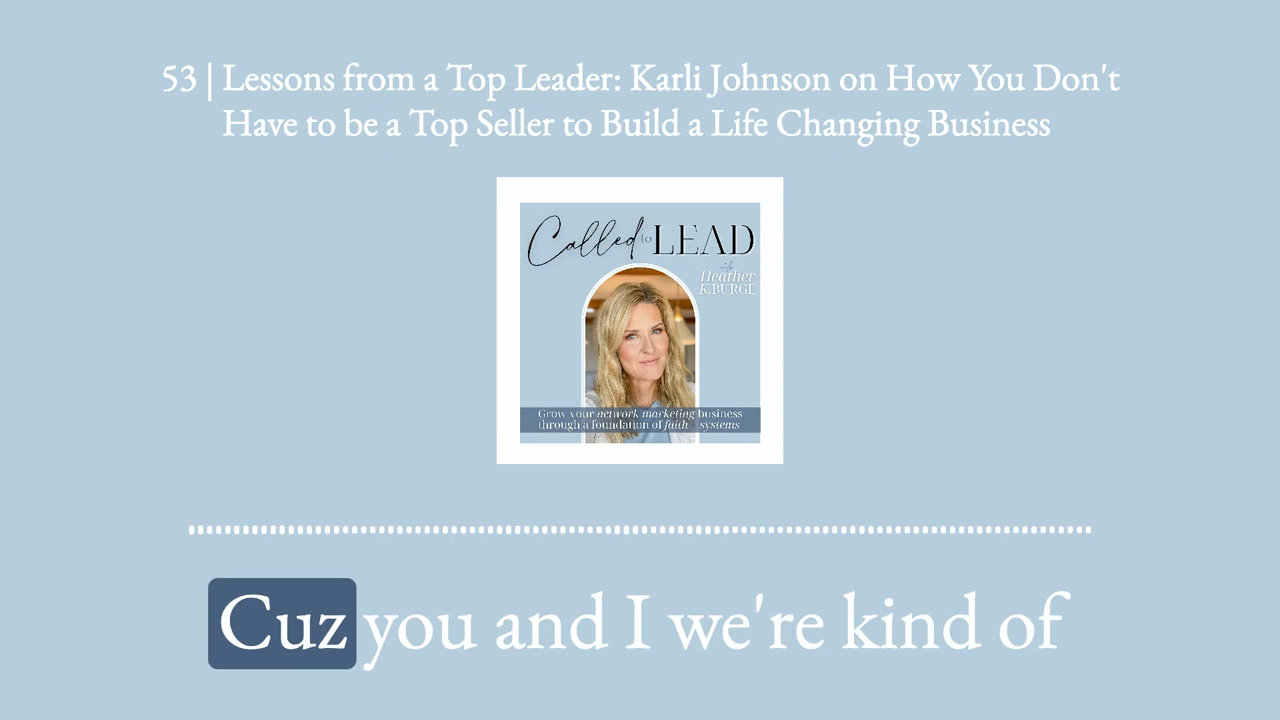 53 | Lessons from a Top Leader: Karli Johnson on How You Don't
Have to be a Top Seller to Build a Life Changing Business
Called to LEAD
with
Heather
K.BURGE
Grow your network marketing business
through a foundation of faith + systems
Cuz you and I we're kind of